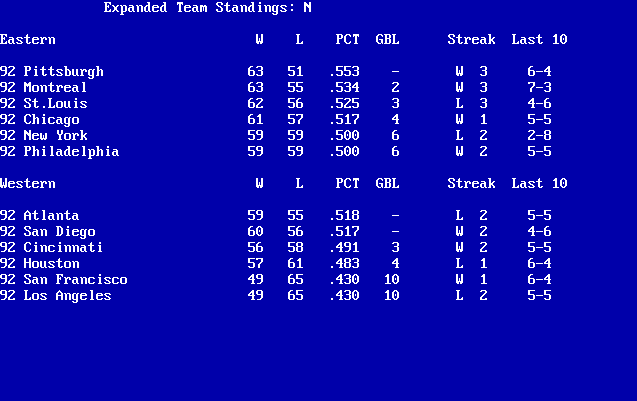 Expanded Team Standings: N
Eastern W L PCT GBL Streak Last 10
92 Pittsburgh 63 51 .553 - W 3 6-4
92 Montreal 63 55 .534 2 W 3 7-3
92 St.Louis 62 56 .525 3 L 3 4-6
92 Chicago 61 57 .517 4 W 1 5-5
92 New York 59 59 .500 6 L 2 2-8
92 Philadelphia 59 59 .500 6 W 2 5-5
Western W L PCT GBL Streak Last 10
92 Atlanta 59 55 .518 - L 2 5-5
92 San Diego 60 56 .517 - W 2 4-6
92 Cincinnati 56 58 .491 3 W 2 5-5
92 Houston 57 61 .483 4 L 1 6-4
92 San Francisco 49 65 .430 10 W 1 6-4
92 Los Angeles 49 65 .430 10 L 2 5-5